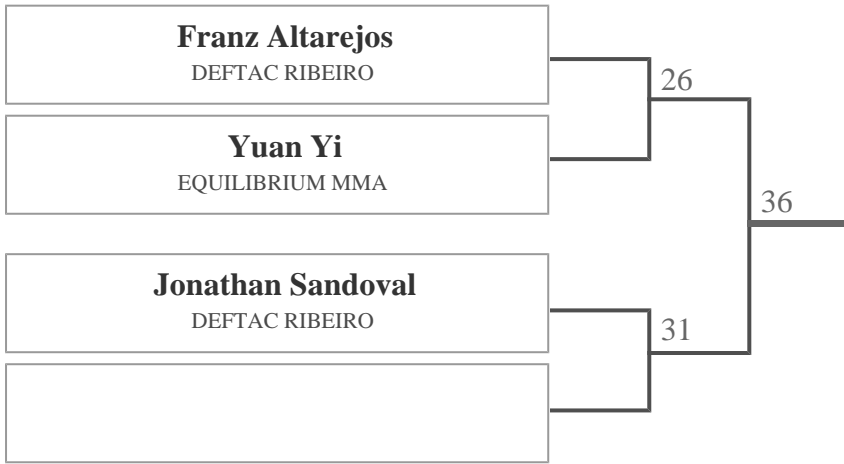 Franz Altarejos
DEFTAC RIBEIRO
26
Yuan Yi
EQUILIBRIUM MMA
36
Jonathan Sandoval
DEFTAC RIBEIRO
31